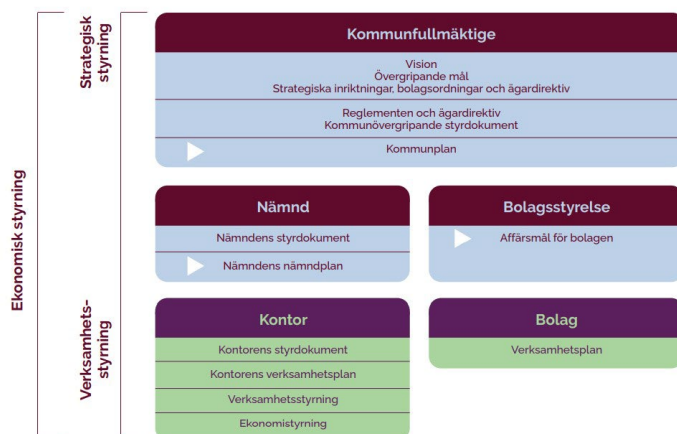 Ekonomisk styrning
Strategisk
styrning
Verksamhets-
styrning
Kommunfullmäktige
Vision
Övergripande mål
Strategiska inriktningar, bolagsordningar och ägardirektiv
Reglementen och ägardirektiv
Kommunövergripande styrdokument
Kommunplan
Nämnd
Nämndens styrdokument
Nämndens nämndplan
Bolagsstyrelse
Affärsmål för bolagen
Kontor
Kontorens styrdokument
Kontorens verksamhetsplan
Verksamhetsstyrning
Ekonomistyrning
Bolag
Verksamhetsplan